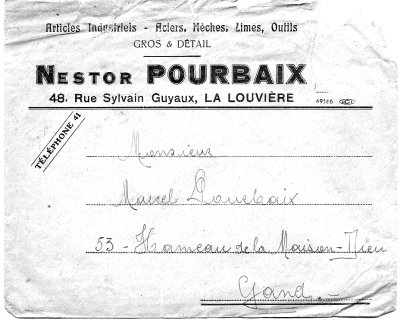 Articles Industriels - Aciers, Mèches, Limes, Outils
GROS & DÉTAIL
NESTOR POURBAIX
48, Rue Sylvain Guyaux, LA LOUVIÈRE
TÉLÉPHONE 41
Monsieur
Marcel Pourbaix
53 - Hameau de la Maison-Dieu
Gand.